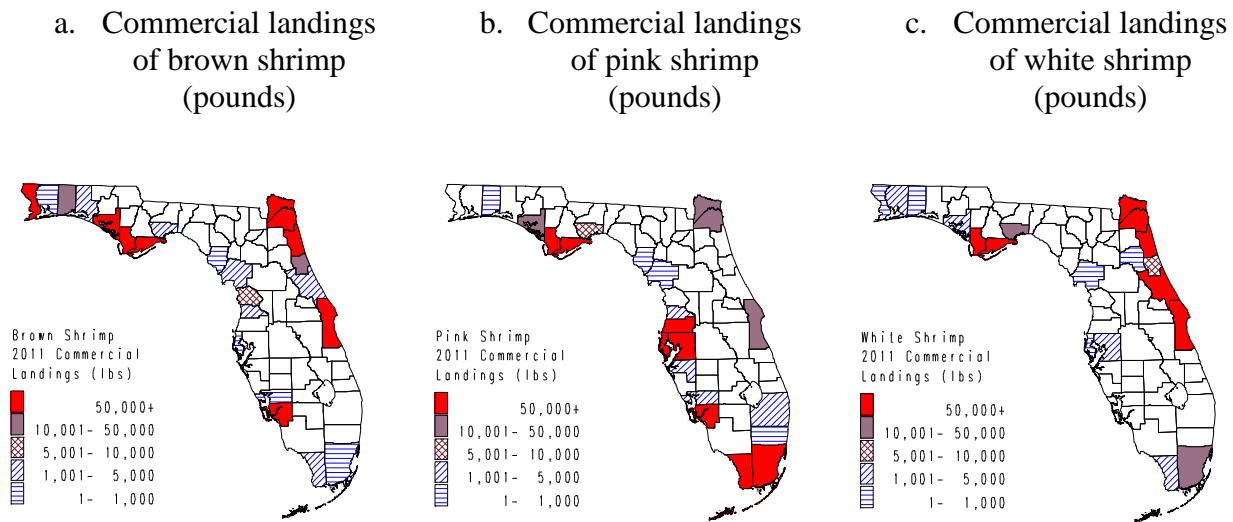 a. Commercial landings
of brown shrimp
(pounds)
b. Commercial landings
of pink shrimp
(pounds)
c. Commercial landings
of white shrimp
(pounds)
Brown Shrimp
2011 Commercial
Landings (lbs)
50,000+
10,001- 50,000
5,001- 10,000
1,001- 5,000
1- 1,000
Pink Shrimp
2011 Commercial
Landings (lbs)
50,000+
10,001- 50,000
5,001- 10,000
1,001- 5,000
1- 1,000
White Shrimp
2011 Commercial
Landings (lbs)
50,000+
10,001- 50,000
5,001- 10,000
1,001- 5,000
1- 1,000